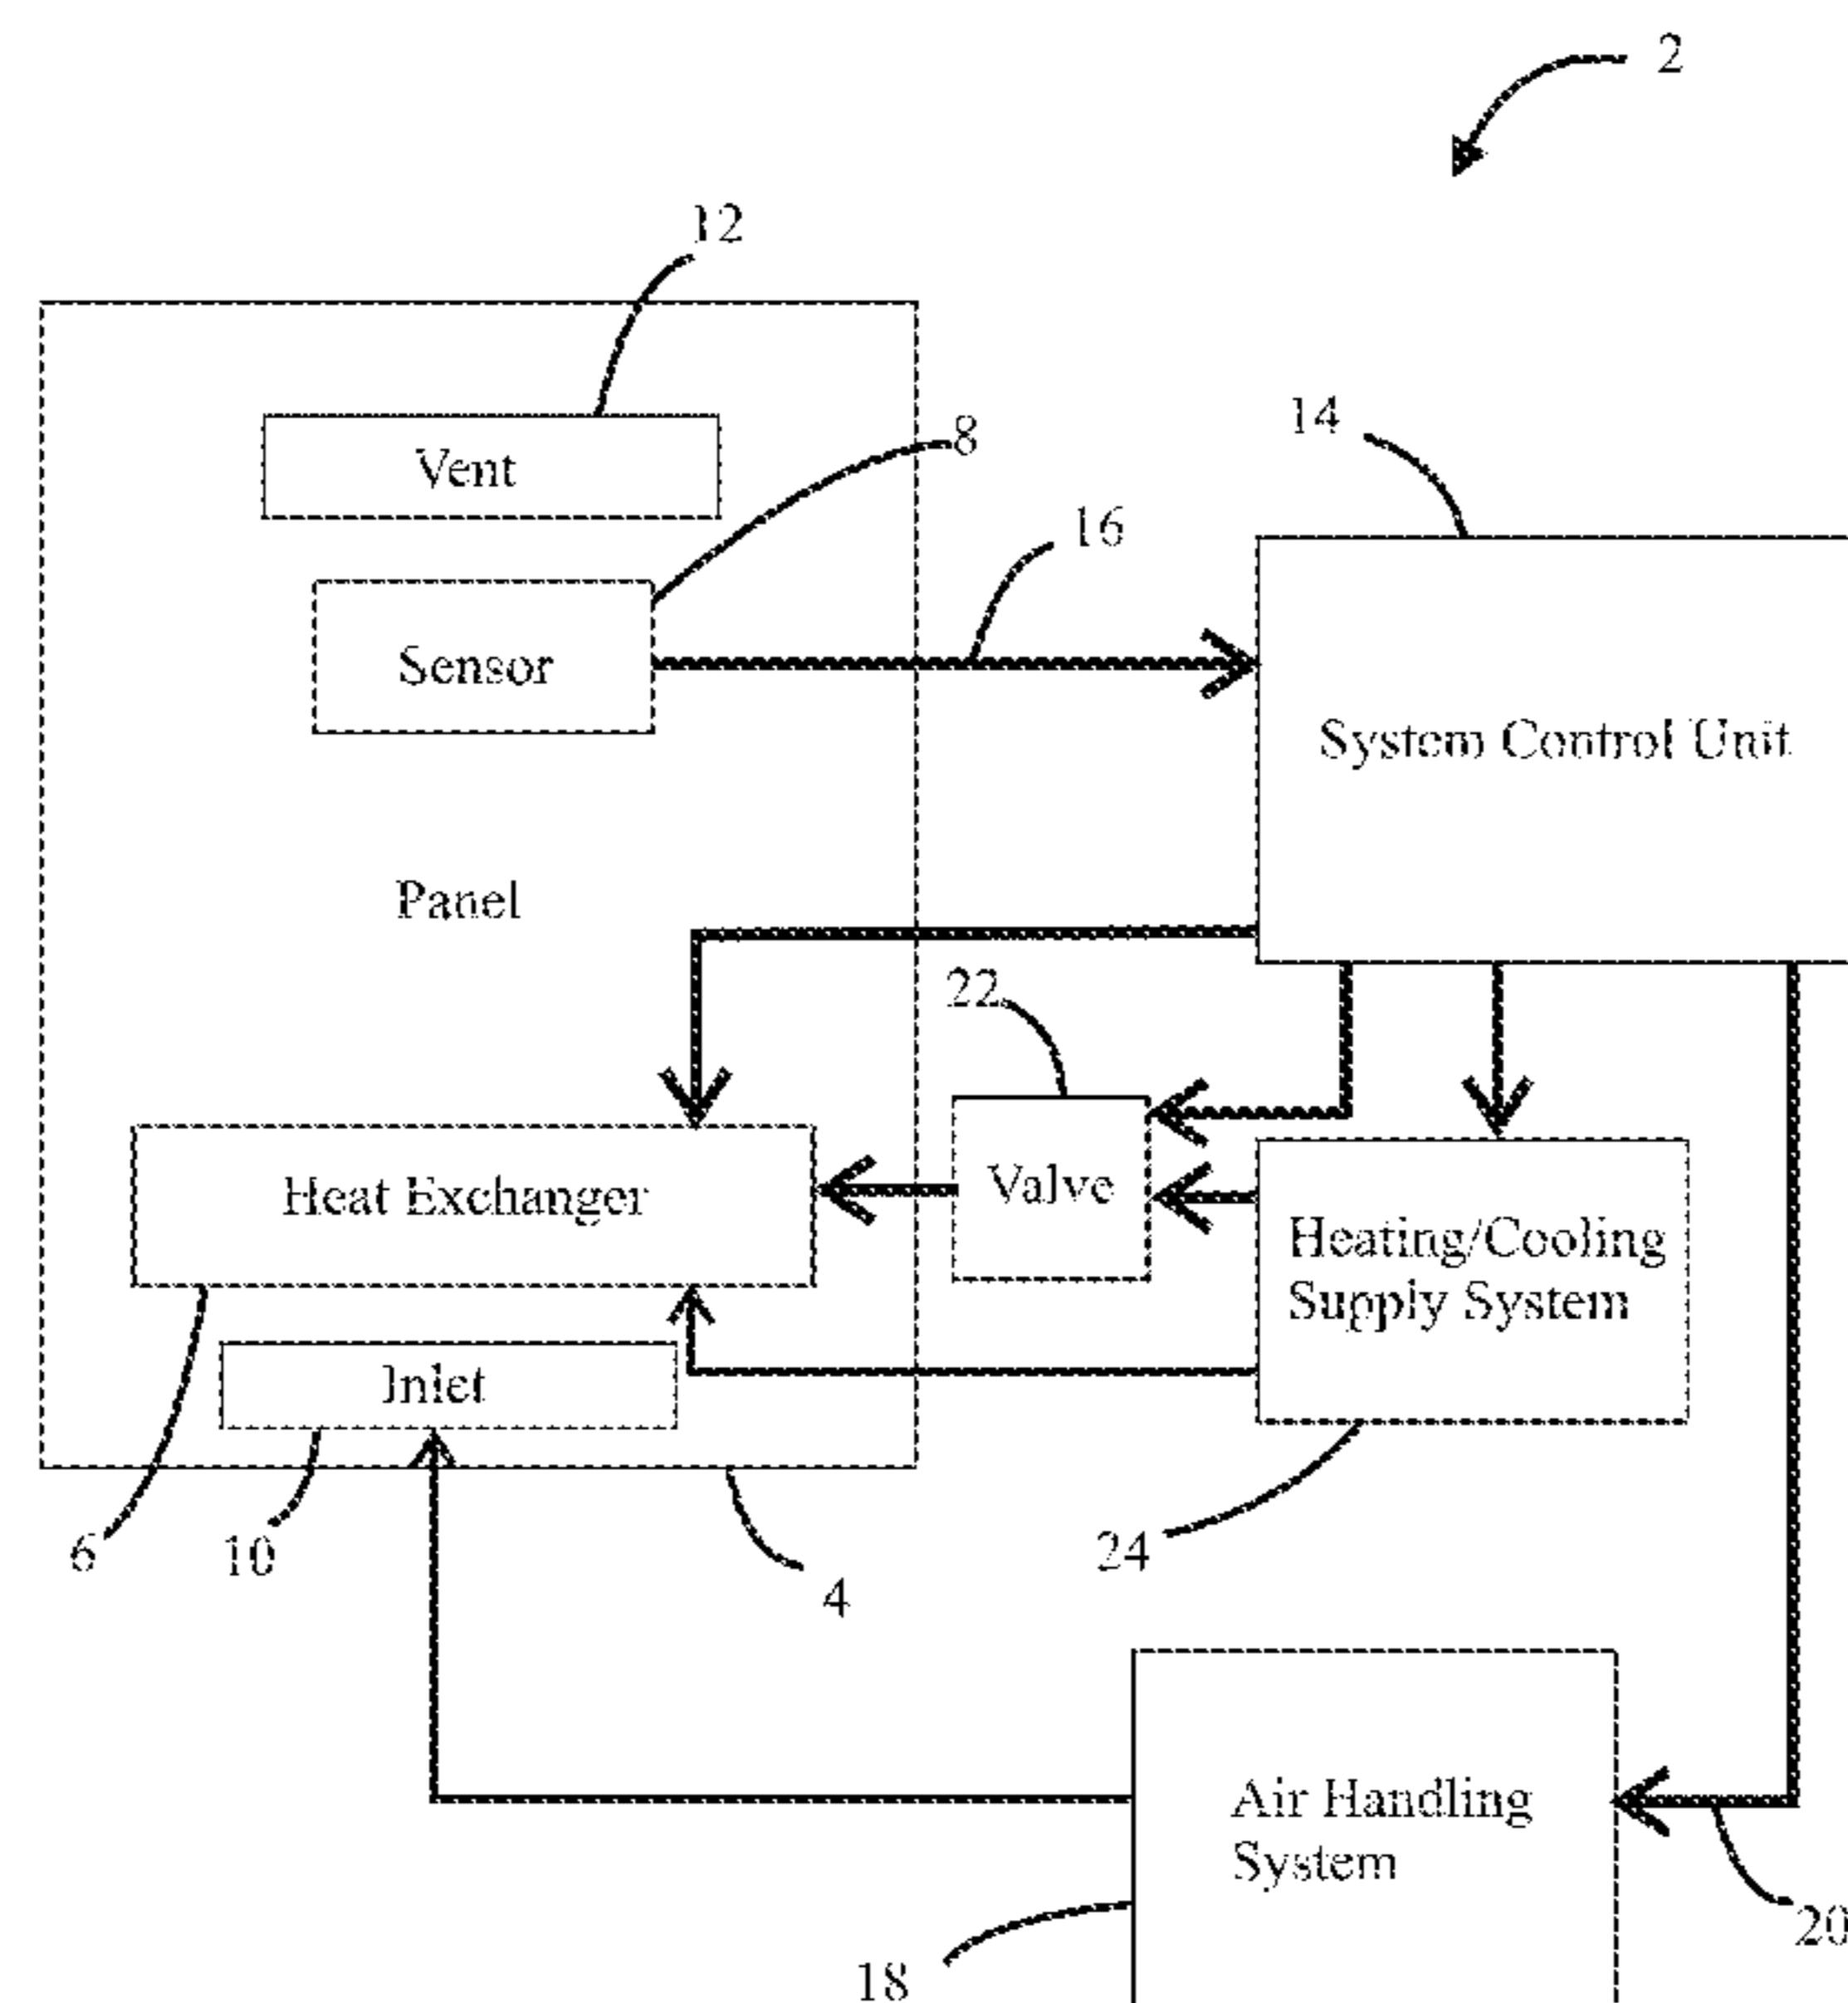 2
12
Vent
8
14
16
Sensor
System Control Unit
Panel
22
Valve
Heat Exchanger
Heating/Cooling
Supply System
Inlet
6
10
4
24
Air Handling
System
20
18